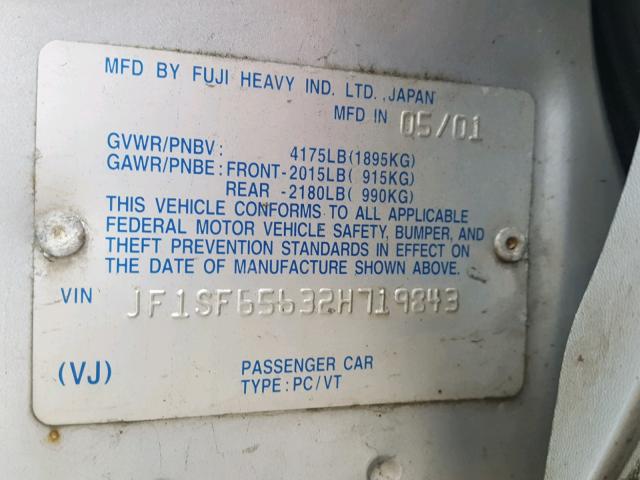 MFD BY FUJI HEAVY IND. LTD., JAPAN
MFD IN 05/01
GVWR/PNBV: 4175LB(1895KG)
GAWR/PNBE: FRONT-2015LB( 915KG)
REAR -2180LB( 990KG)
THIS VEHICLE CONFORMS TO ALL APPLICABLE
FEDERAL MOTOR VEHICLE SAFETY, BUMPER, AND
THEFT PREVENTION STANDARDS IN EFFECT ON
THE DATE OF MANUFACTURE SHOWN ABOVE.
VIN JF1SF65632H719843
(VJ) PASSENGER CAR
TYPE: PC/VT